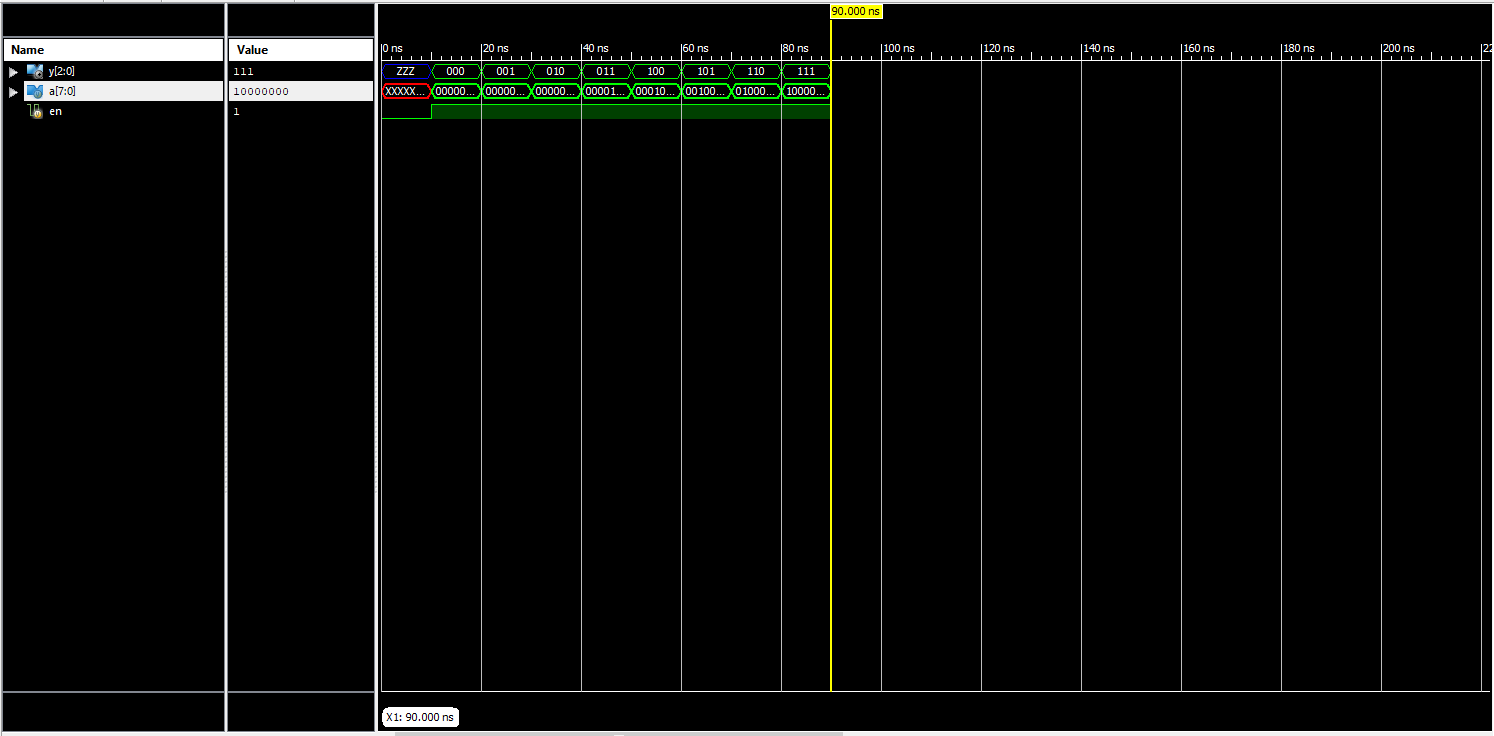 90.000 ns
Name Value 0 ns 20 ns 40 ns 60 ns 80 ns 100 ns 120 ns 140 ns 160 ns 180 ns 200 ns 22
y[2:0] 111 ZZZ 000 001 010 011 100 101 110 111
a[7:0] 10000000 XXXXX... 00000... 00000... 00000... 00001... 00010... 00100... 01000... 10000...
en 1
X1: 90.000 ns